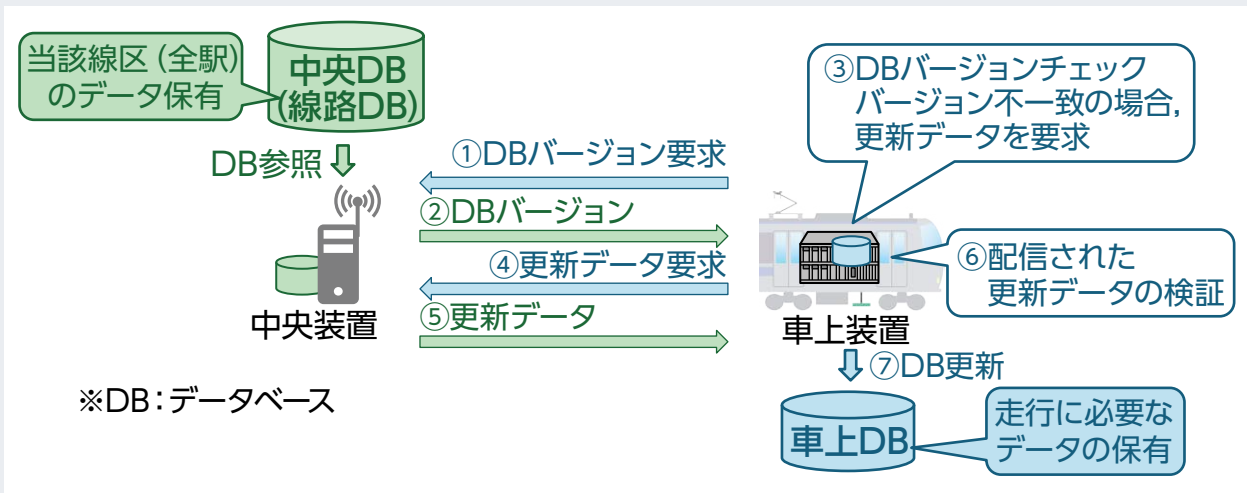 当該線区（全駅）
のデータ保有
中央DB
(線路DB)
DB参照
中央装置
①DBバージョン要求
②DBバージョン
③DBバージョンチェック
バージョン不一致の場合，
更新データを要求
④更新データ要求
⑤更新データ
⑥配信された
更新データの検証
車上装置
⑦DB更新
車上DB
走行に必要な
データの保有
※DB：データベース